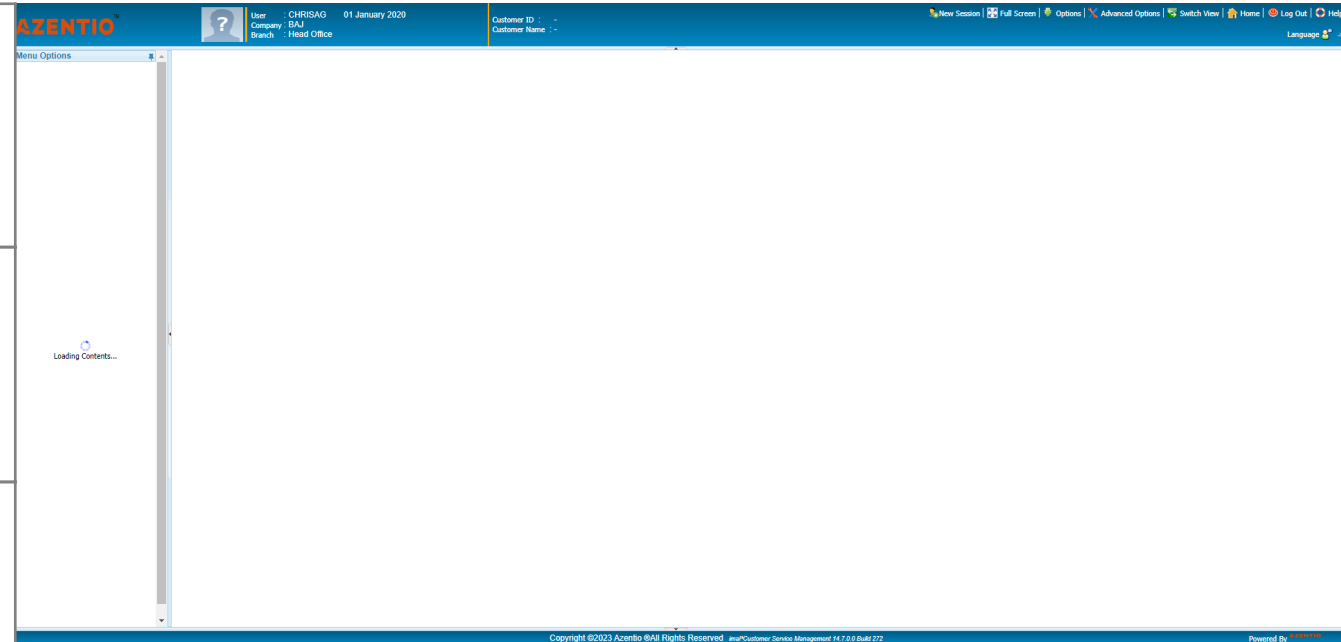 AZENTIO™
User : CHRISAG 01 January 2020
Company : BAJ
Branch : Head Office
Customer ID : -
Customer Name : -
New Session | Full Screen | Options | Advanced Options | Switch View | Home | Log Out | Help
Language
Menu Options
?
Loading Contents...
Copyright ©2023 Azentio ®All Rights Reserved imal®Customer Service Management 14.7.0.0 Build 272
Powered By AZENTIO